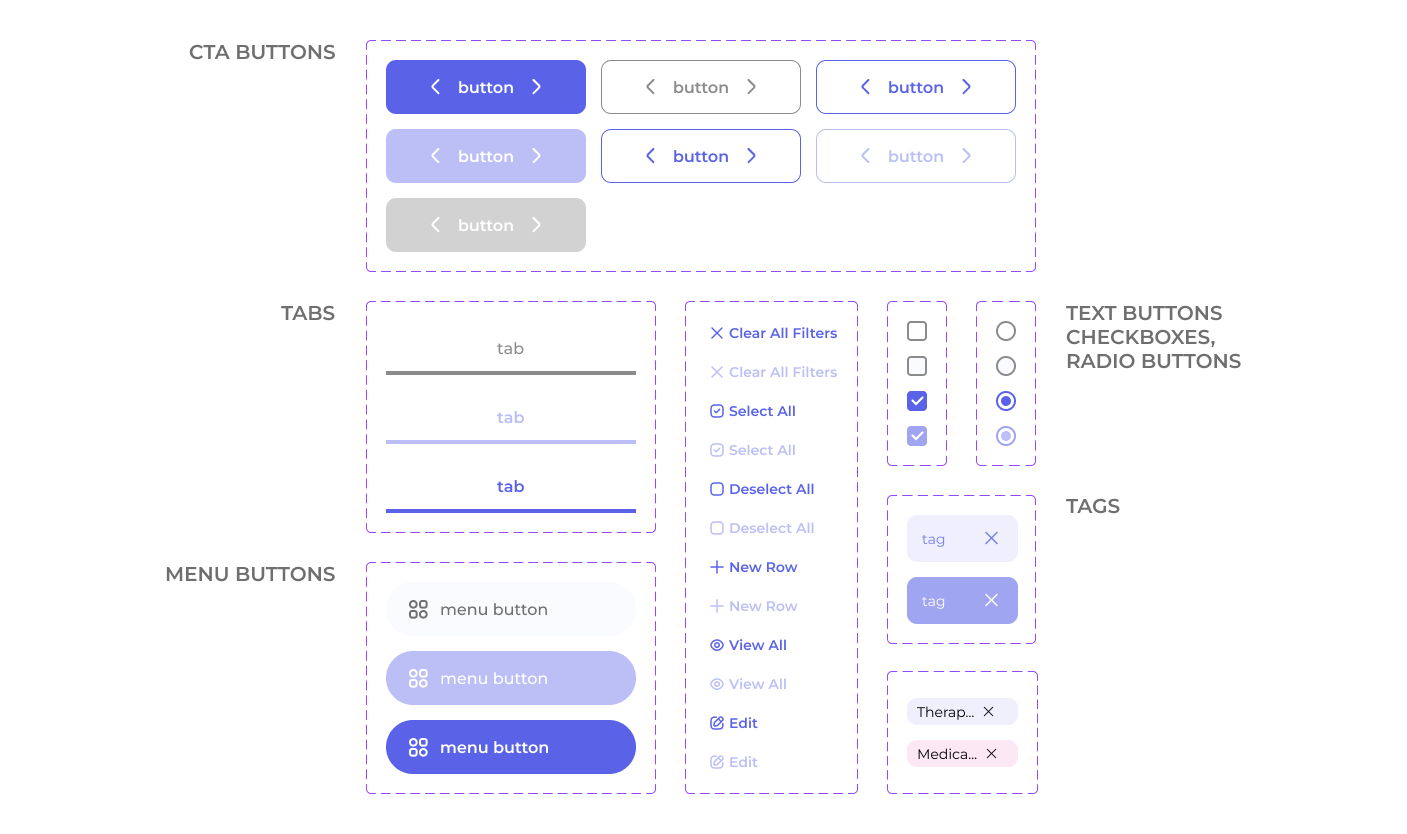 CTA BUTTONS
button
button
button
button
button
button
button
TABS
tab
tab
tab
MENU BUTTONS
menu button
menu button
menu button
Clear All Filters
Clear All Filters
Select All
Select All
Deselect All
Deselect All
New Row
New Row
View All
View All
Edit
Edit
TEXT BUTTONS
CHECKBOXES,
RADIO BUTTONS
TAGS
tag
tag
Therap...
Medica...